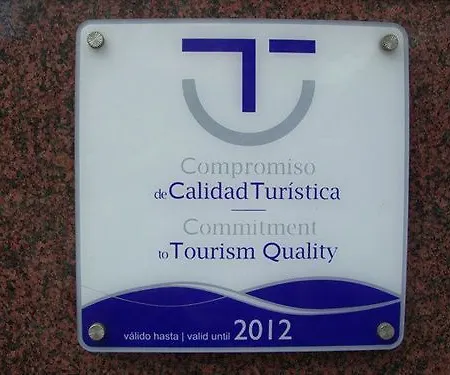 Compromiso
de Calidad Turística
Commitment
to Tourism Quality
válido hasta | valid until 2012